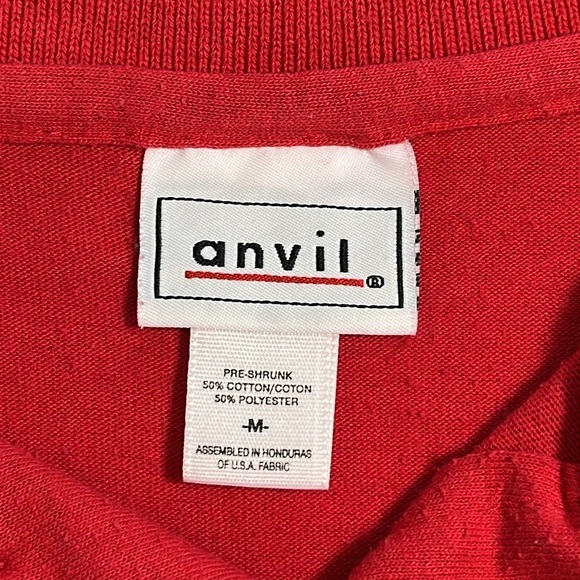 anvil
®
PRE-SHRUNK
50% COTTON/COTON
50% POLYESTER
-M-
ASSEMBLED IN HONDURAS
OF U.S.A. FABRIC